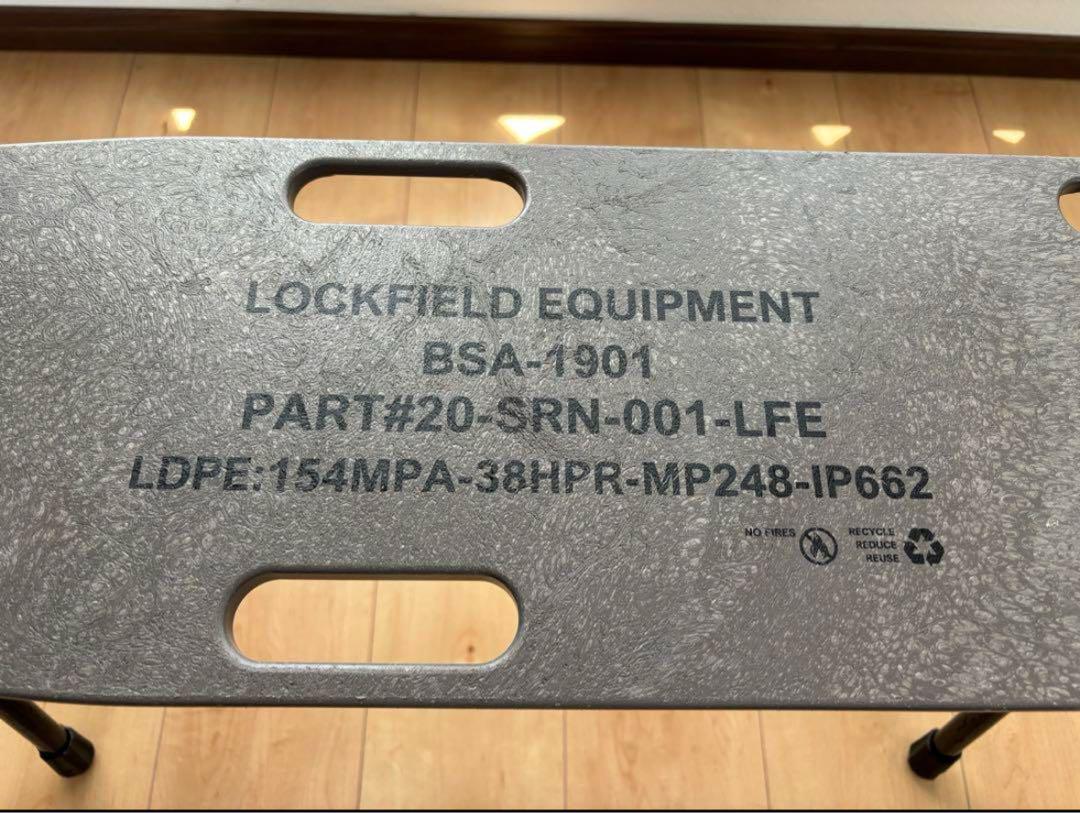 LOCKFIELD EQUIPMENT
BSA-1901
PART#20-SRN-001-LFE
LDPE:154MPA-38HPR-MP248-IP662
NO FIRES
RECYCLE
REDUCE
REUSE